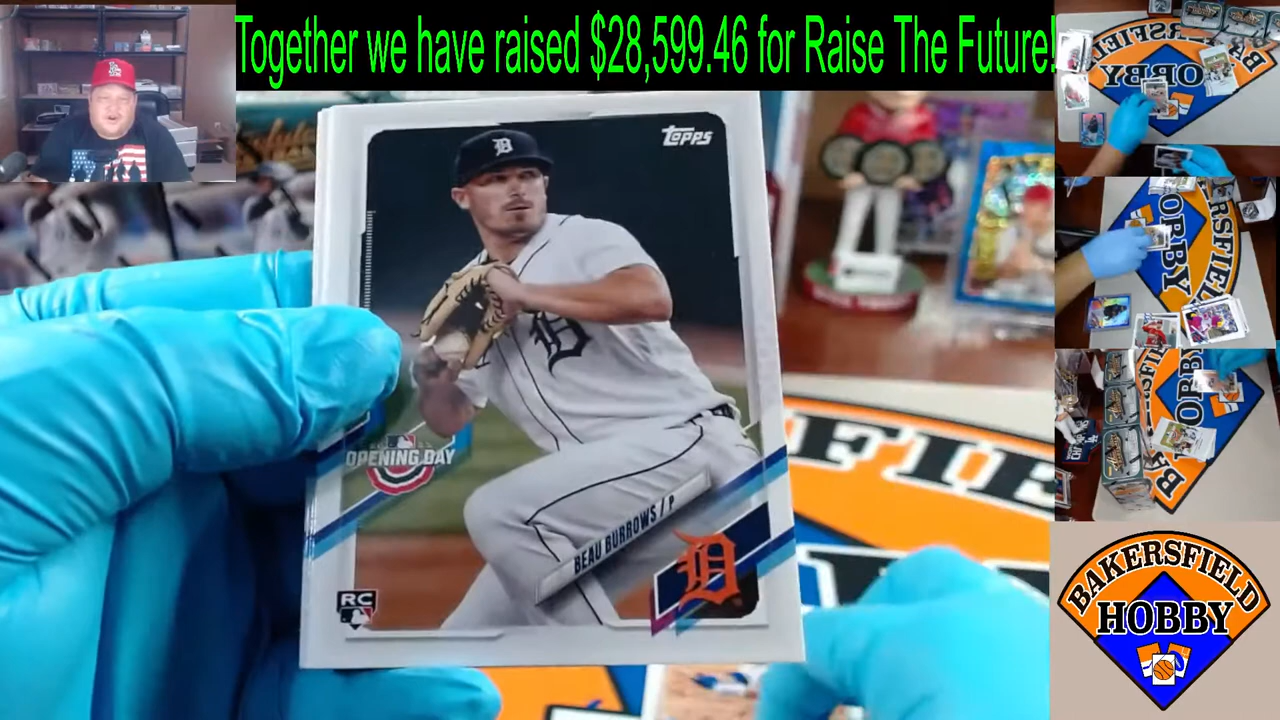 Together we have raised $28,599.46 for Raise The Future!
Topps
OPENING DAY
BEAU BURROWS / P
D
RC
BAKERSFIELD
HOBBY